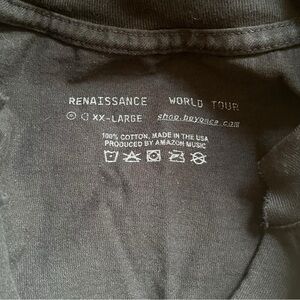 RENAISSANCE WORLD TOUR
XX-LARGE shop.beyonce.com
100% COTTON, MADE IN THE USA
PRODUCED BY AMAZON MUSIC